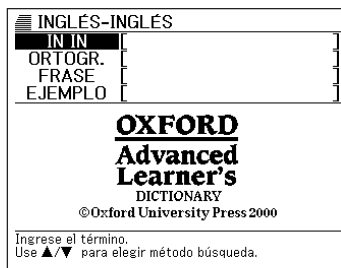 INGLÉS-INGLÉS
IN IN [ ]
ORTOGR. [ ]
FRASE [ ]
EJEMPLO [ ]
OXFORD
Advanced
Learner's
DICTIONARY
©Oxford University Press 2000
Ingrese el término.
Use ▲/▼ para elegir método búsqueda.